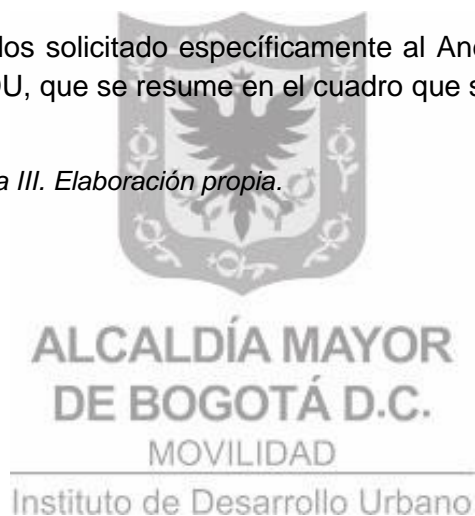 los solicitado específicamente al
DU, que se resume en el cuadro que
a III. Elaboración propia.
ALCALDÍA MAYOR
DE BOGOTÁ D.C.
MOVILIDAD
Instituto de Desarrollo Urbano